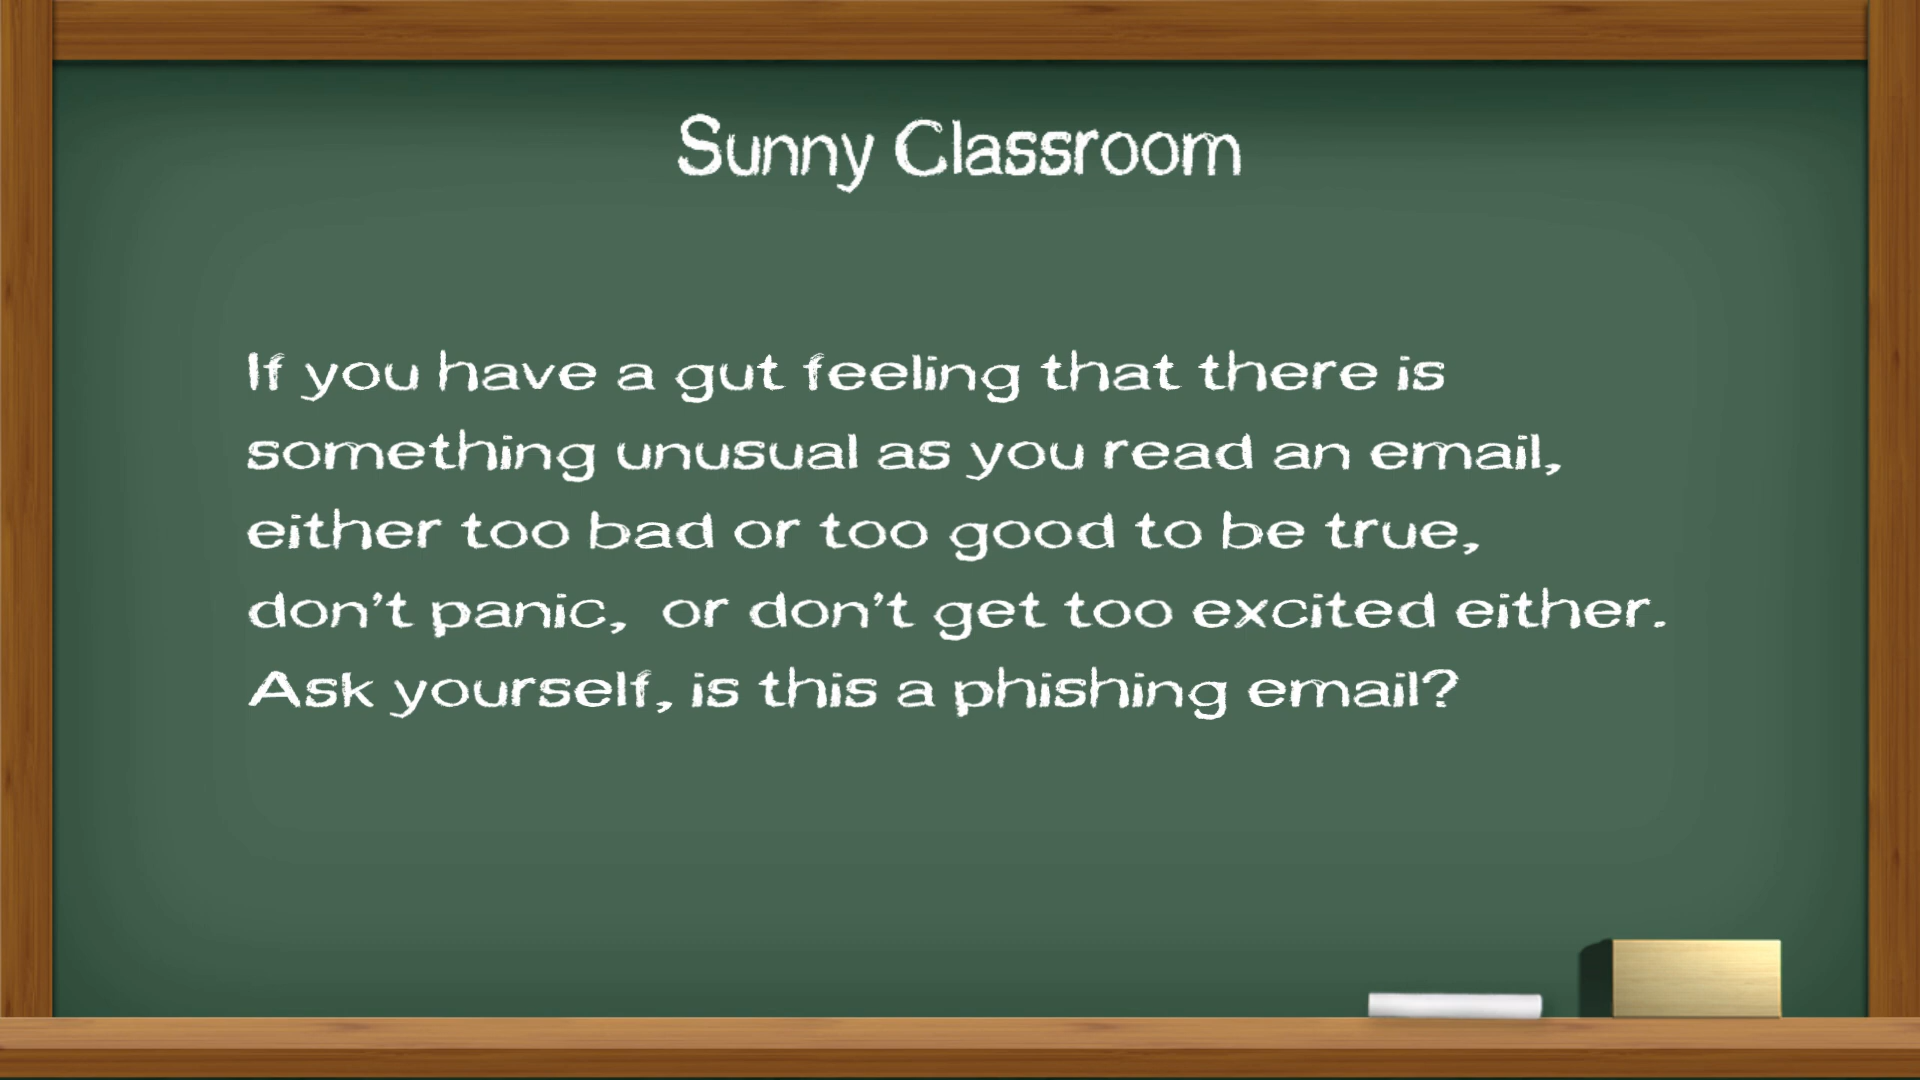 Sunny Classroom
If you have a gut feeling that there is
something unusual as you read an email,
either too bad or too good to be true,
don't panic,  or don't get too excited either.
Ask yourself, is this a phishing email?